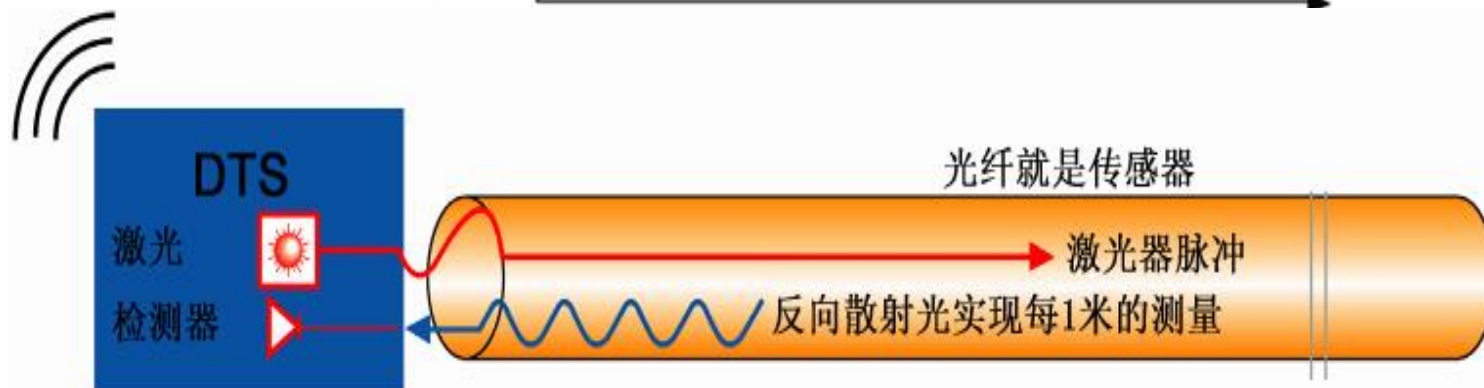 DTS
光纤就是传感器
激光
激光器脉冲
检测器
反向散射光实现每1米的测量